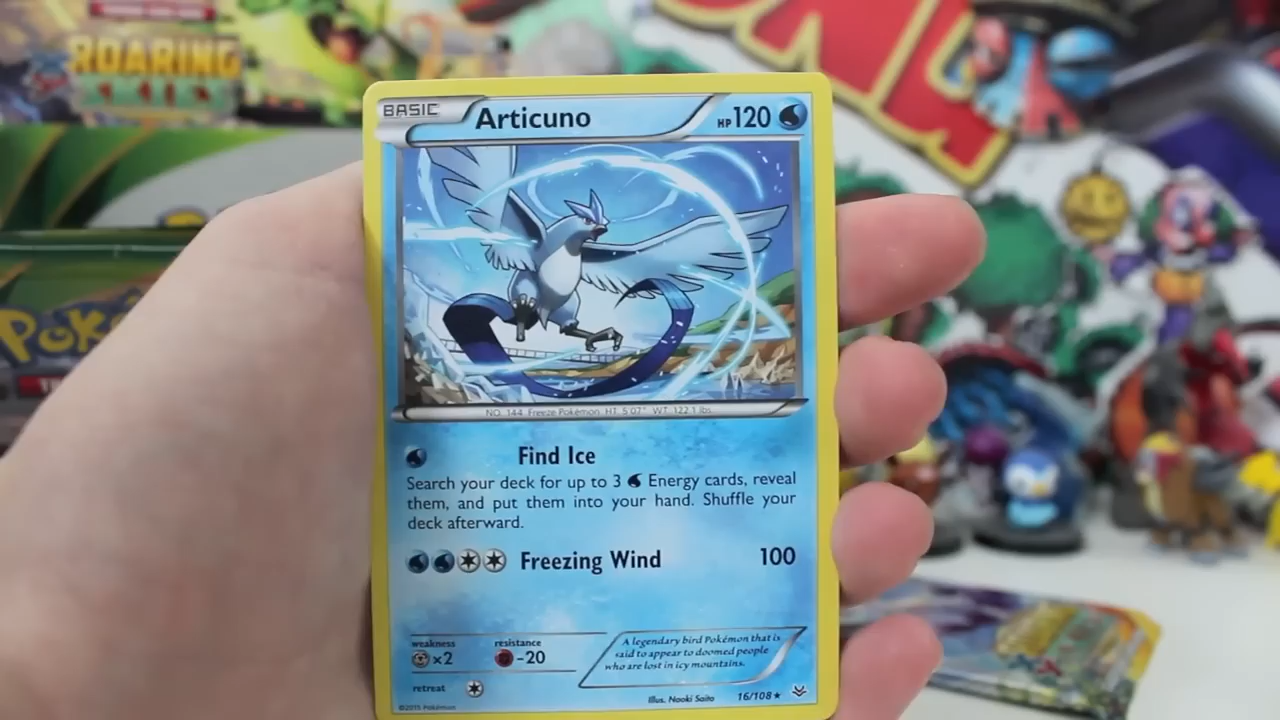 ROARING
BASIC
Articuno
HP 120
NO. 144 Freeze Pokémon HT: 5'07" WT: 122.1 lbs.
Find Ice
Search your deck for up to 3 Energy cards, reveal
them, and put them into your hand. Shuffle your
deck afterward.
Freezing Wind 100
weakness
×2
resistance
-20
A legendary bird Pokémon that is
said to appear to doomed people
who are lost in icy mountains.
retreat
Illus. Naoki Saito
16/108
©2015 Pokémon